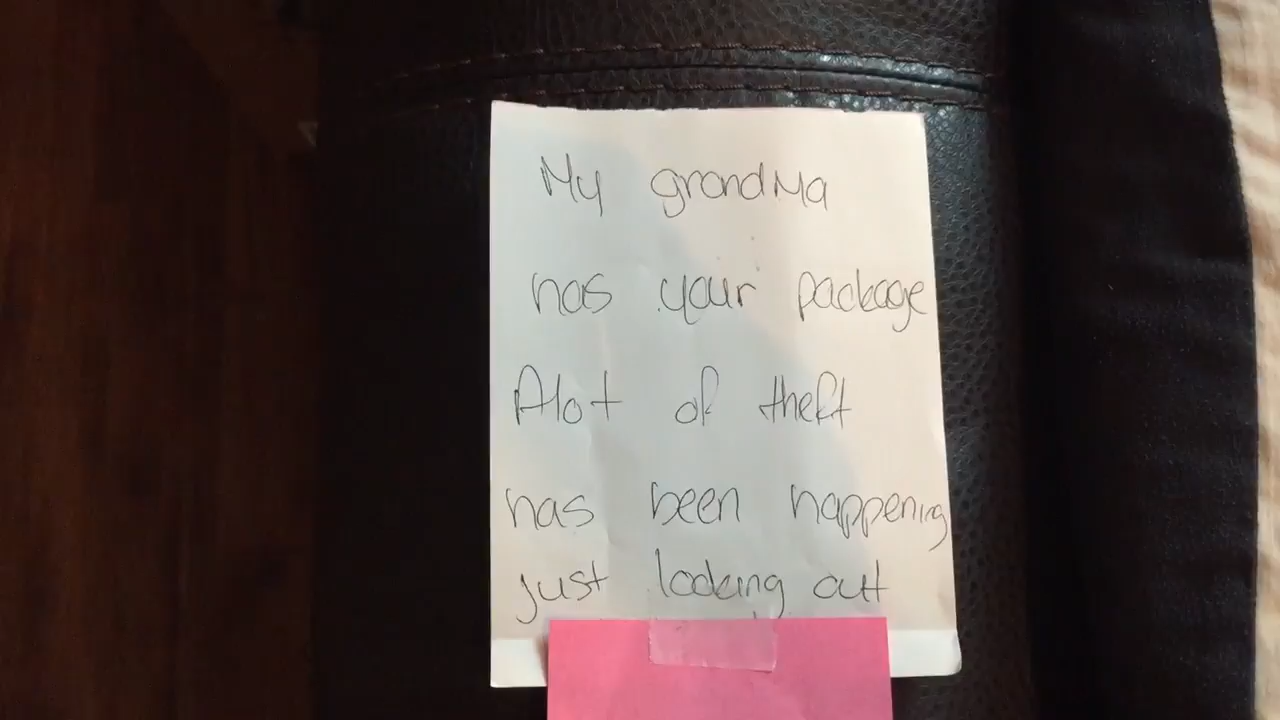 My grandma
has your package
Alot of theft
has been happening
just looking out